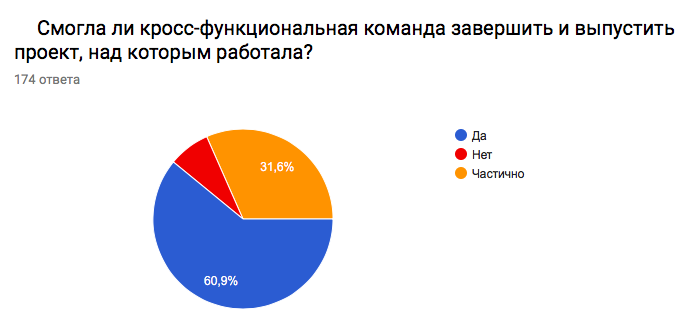 Смогла ли кросс-функциональная команда завершить и выпустить
проект, над которым работала?
174 ответа
31,6%
60,9%
Да
Нет
Частично